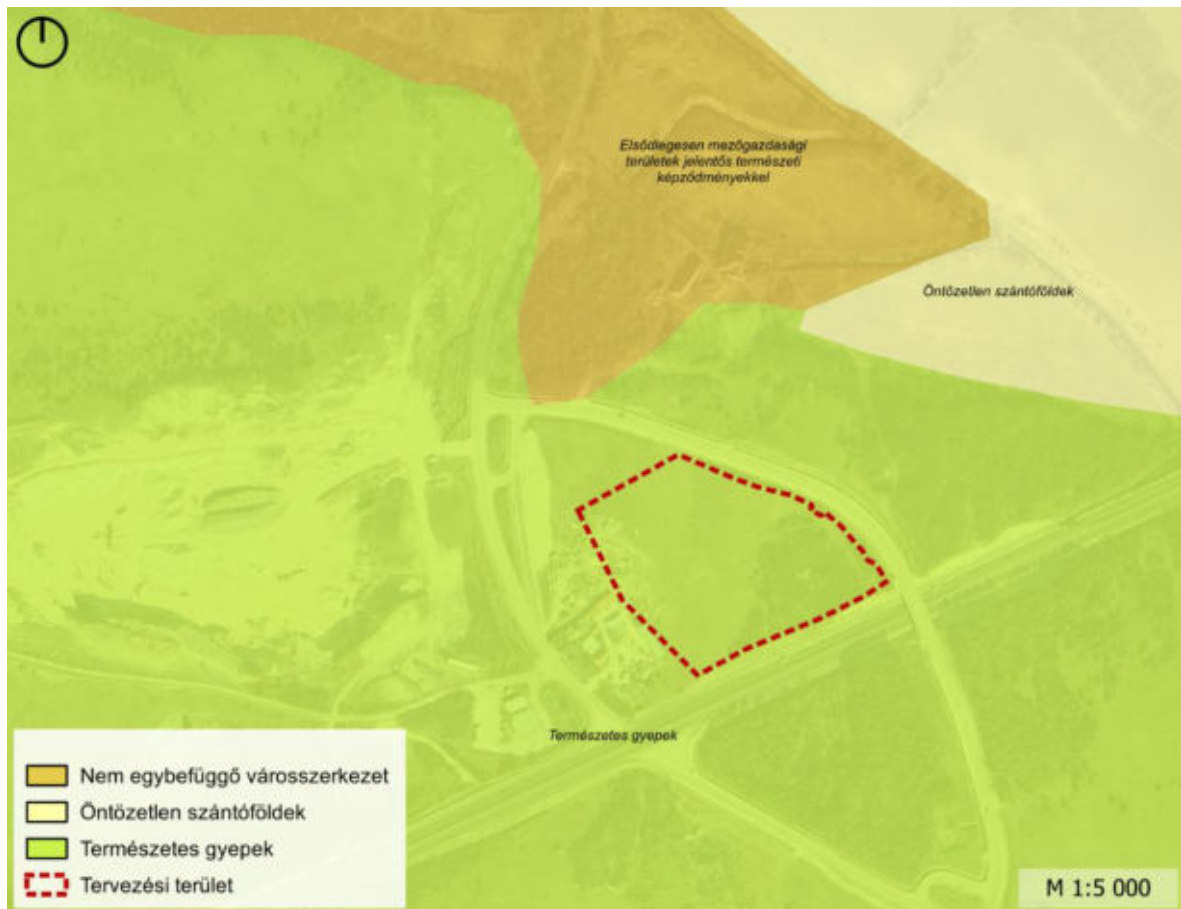 Elsődlegesen mezőgazdasági
területek jelentős természeti
képződményekkel
Öntözetlen szántóföldek
Természetes gyepek
Nem egybefüggő városszerkezet
Öntözetlen szántóföldek
Természetes gyepek
Tervezési terület
M 1:5 000